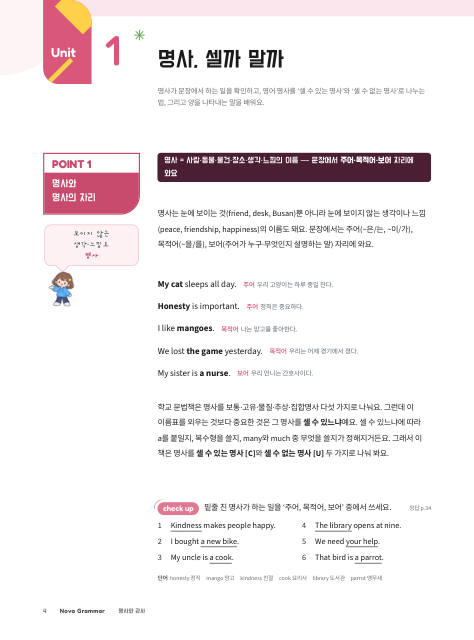 Unit
1
명사, 셀까 말까
명사가 문장에서 하는 일을 확인하고, 영어 명사를 '셀 수 있는 명사'와 '셀 수 없는 명사'로 나누는
법, 그리고 양을 나타내는 말을 배워요.
POINT 1
명사와
명사의 자리
보이지 않는
생각·느낌도
명사
명사 = 사람·동물·물건·장소·생각·느낌의 이름 — 문장에서 주어·목적어·보어 자리에
와요
명사는 눈에 보이는 것(friend, desk, Busan)뿐 아니라 눈에 보이지 않는 생각이나 느낌
(peace, friendship, happiness)의 이름도 돼요. 문장에서는 주어(~은/는, ~이/가),
목적어(~을/를), 보어(주어가 누구·무엇인지 설명하는 말) 자리에 와요.
My cat sleeps all day. 주어 우리 고양이는 하루 종일 잔다.
Honesty is important. 주어 정직은 중요하다.
I like mangoes. 목적어 나는 망고를 좋아한다.
We lost the game yesterday. 목적어 우리는 어제 경기에서 졌다.
My sister is a nurse. 보어 우리 언니는 간호사이다.
학교 문법책은 명사를 보통·고유·물질·추상·집합명사 다섯 가지로 나눠요. 그런데 이
이름표를 외우는 것보다 중요한 것은 그 명사를 셀 수 있느냐예요. 셀 수 있느냐에 따라
a를 붙일지, 복수형을 쓸지, many와 much 중 무엇을 쓸지가 정해지거든요. 그래서 이
책은 명사를 셀 수 있는 명사 [C]와 셀 수 없는 명사 [U] 두 가지로 나눠 봐요.
check up 밑줄 친 명사가 하는 일을 '주어, 목적어, 보어' 중에서 쓰세요. 정답 p.34
1 Kindness makes people happy.
2 I bought a new bike.
3 My uncle is a cook.
4 The library opens at nine.
5 We need your help.
6 That bird is a parrot.
단어 honesty 정직 mango 망고 kindness 친절 cook 요리사 library 도서관 parrot 앵무새
4 Nova Grammar 명사와 관사